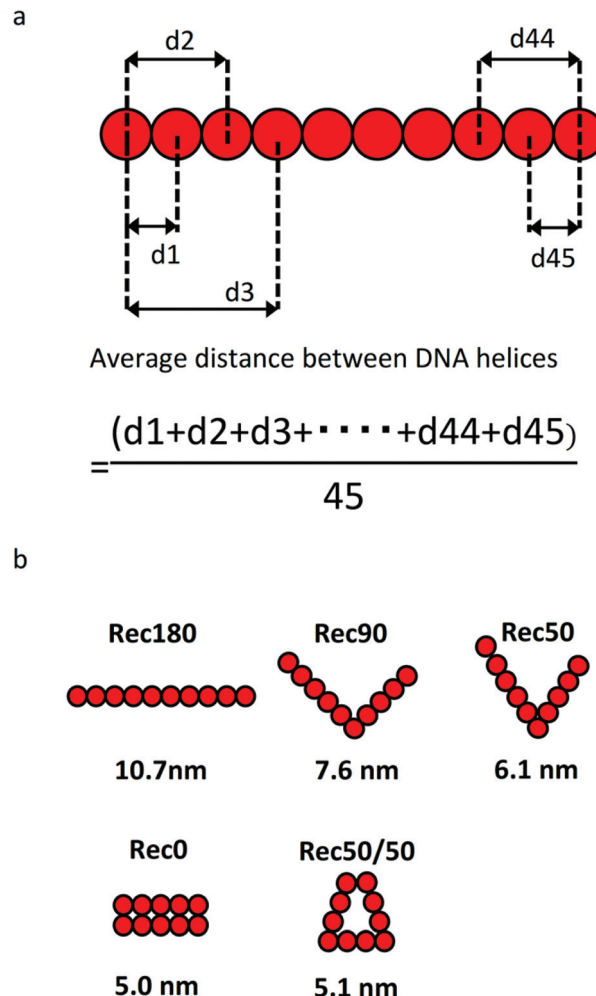 a
d2 d44
d1 d45
d3
Average distance between DNA helices
=(d1+d2+d3+····+d44+d45)
45
b
Rec180 Rec90 Rec50
10.7nm 7.6 nm 6.1 nm
Rec0 Rec50/50
5.0 nm 5.1 nm